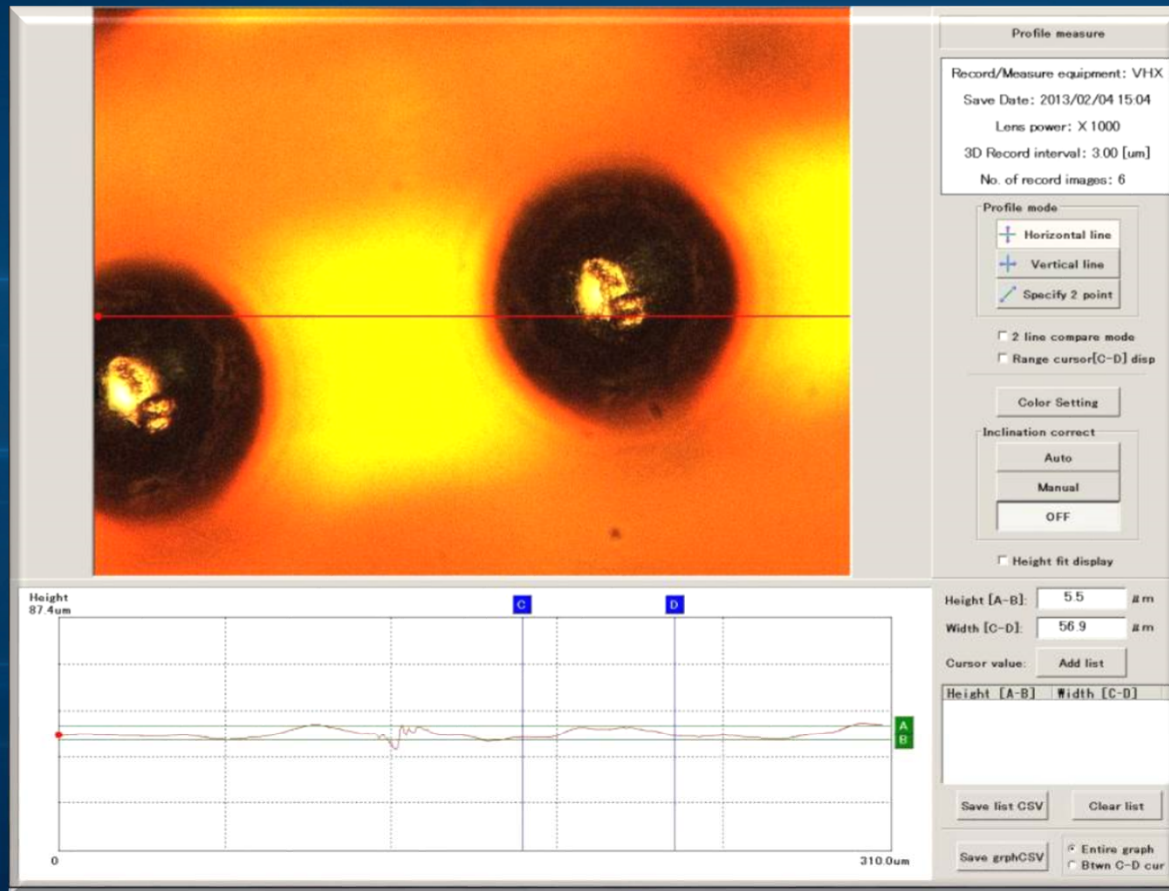 Profile measure
Record/Measure equipment: VHX
Save Date: 2013/02/04 15:04
Lens power: X 1000
3D Record interval: 3.00 [um]
No. of record images: 6
Profile mode
Horizontal line
Vertical line
Specify 2 point
2 line compare mode
Range cursor[C-D] disp
Color Setting
Inclination correct
Auto
Manual
OFF
Height fit display
Height
87.4um
C
D
A
B
0
310.0um
Height [A-B]: 5.5 μm
Width [C-D]: 56.9 μm
Cursor value: Add list
Height [A-B] Width [C-D]
Save list CSV Clear list
Save grphCSV
Entire graph
Btwn C-D cur